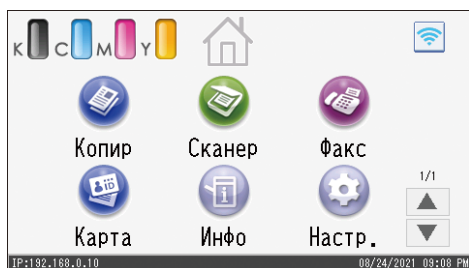 K C M Y
Копир Сканер Факс
1/1
Карта Инфо Настр.
IP:192.168.0.10 08/24/2021 09:08 PM